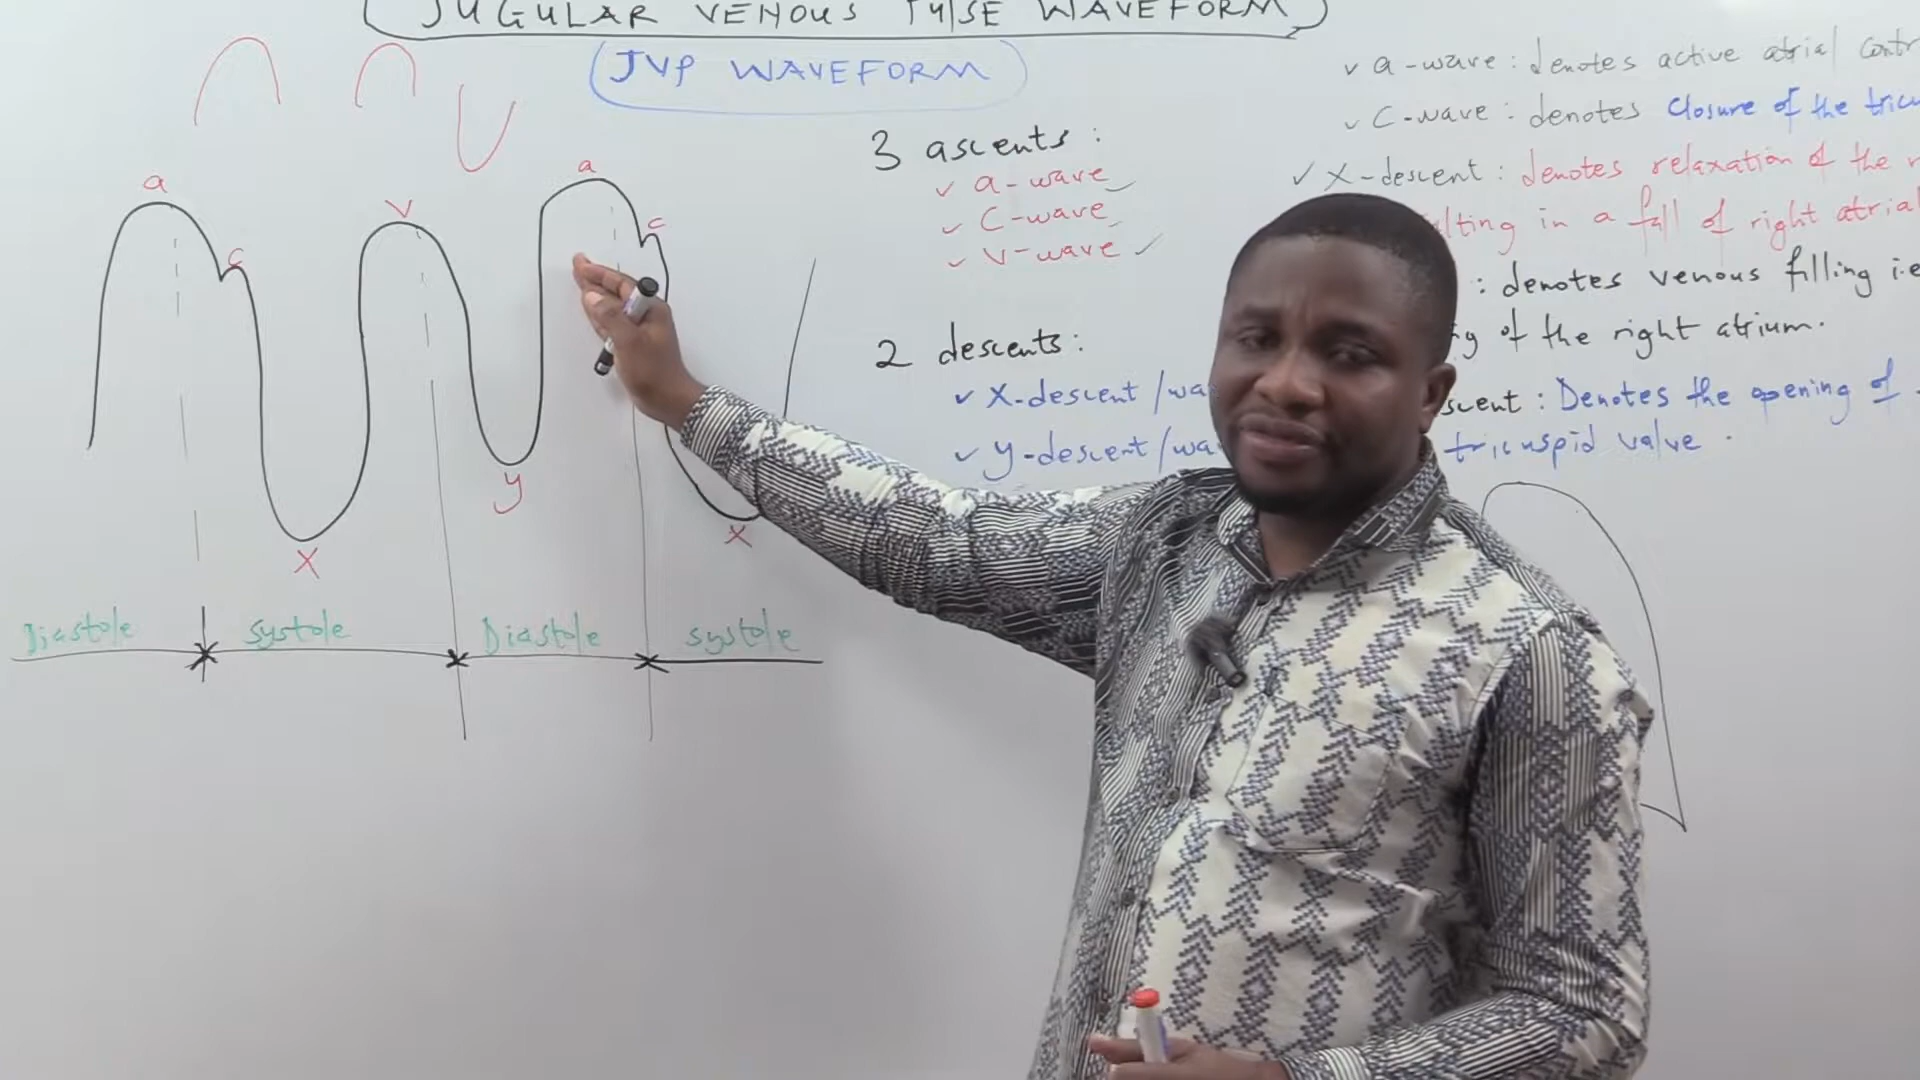 JUGULAR VENOUS PULSE WAVEFORM
JVP WAVEFORM
a
c
V
a
c
X
y
X
Diastole
systole
Diastole
systole
3 ascents:
✓ a-wave
✓ C-wave
✓ V-wave ✓
2 descents:
✓ X-descent /wa
✓ y-descent /wa
✓ a-wave: denotes active atrial contr
✓ C-wave: denotes closure of the tricu
✓ X-descent: denotes relaxation of the r
lting in a fall of right atrial
: denotes venous filling i.e
of the right atrium.
scent: Denotes the opening of
tricuspid valve.